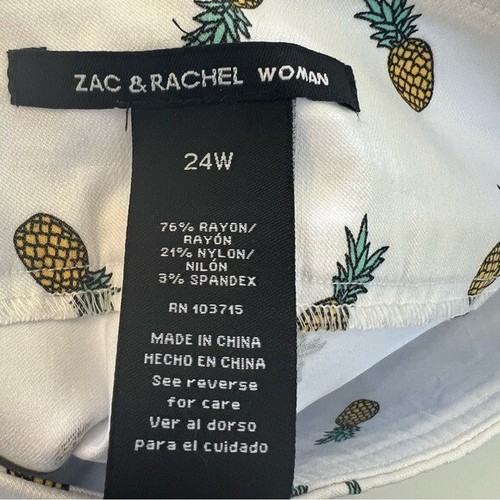 ZAC & RACHEL WOMAN
24W
76% RAYON/
RAYÓN
21% NYLON/
NILÓN
3% SPANDEX
RN 103715
MADE IN CHINA
HECHO EN CHINA
See reverse
for care
Ver al dorso
para el cuidado